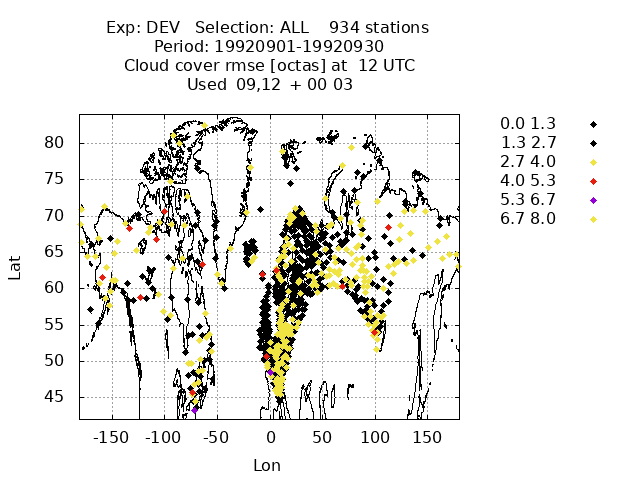 Exp: DEV   Selection: ALL    934 stations
Period: 19920901-19920930
Cloud cover rmse [octas] at  12 UTC
Used  09,12  + 00 03
0.0 1.3
1.3 2.7
2.7 4.0
4.0 5.3
5.3 6.7
6.7 8.0
80
75
70
65
60
55
50
45
Lat
-150 -100 -50 0 50 100 150
Lon